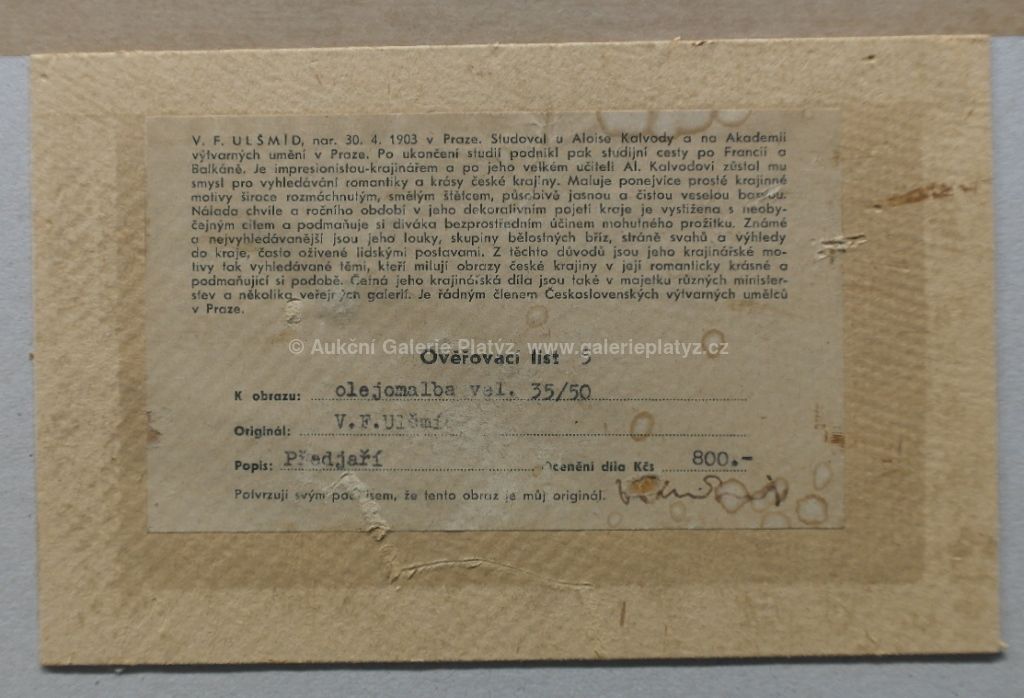 V. F. ULŠMÍD, nar. 30. 4. 1903 v Praze. Studoval u Aloise Kalvody a na Akademii
výtvarných umění v Praze. Po ukončení studií podnikl pak studijní cesty po Francii a
Balkáně. Je impresionistou-krajinářem a po jeho velkém učiteli Al. Kalvodovi zůstal mu
smysl pro vyhledávání romantiky a krásy české krajiny. Maluje ponejvíce prosté krajinné
motivy široce rozmáchnutým, smělým štětcem, působivě jasnou a čistou veselou barvou.
Nálada chvíle a ročního období v jeho dekorativním pojetí kraje je vystižena s neoby-
čejným citem a podmaňuje si diváka bezprostředním účinem mohutného prožitku. Známé
a nejvyhledávanější jsou jeho louky, skupiny bělostných bříz, stráně svahů a výhledy
do kraje, často oživené lidskými postavami. Z těchto důvodů jsou jeho krajinářské mo-
tivy tak vyhledávané těmi, kteří milují obrazy české krajiny v její romanticky krásné a
podmaňující si podobě. Četná jeho krajinářská díla jsou také v majetku různých minister-
stev a několika veřejných galerií. Je řádným členem Československých výtvarných umělců
v Praze.
© Aukční Galerie Platýz, www.galerieplatyz.cz
Ověřovací list
K obrazu: olejomalba vel. 35/50
Originál: V.F.Ulšmíd
Popis: Předjaří Ocenění díla Kčs 800.-
Potvrzuji svým podpisem, že tento obraz je můj originál.